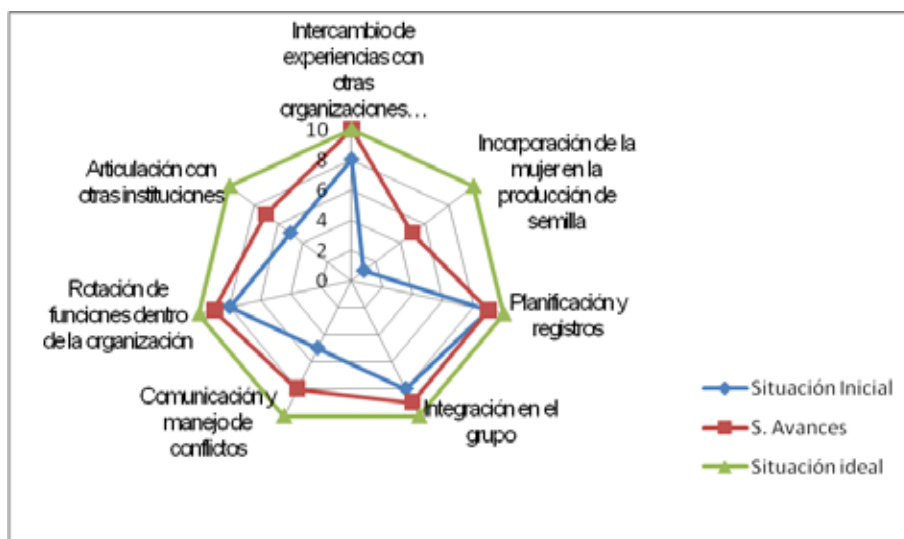 Intercambio de
experiencias con
otras
organizaciones…
10
8
6
4
2
0
Incorporación de la
mujer en la
producción de
semilla
Planificación y
registros
Integración en el
grupo
Comunicación y
manejo de
conflictos
Rotación de
funciones dentro
de la organización
Articulación con
otras instituciones
Situación Inicial
S. Avances
Situación ideal